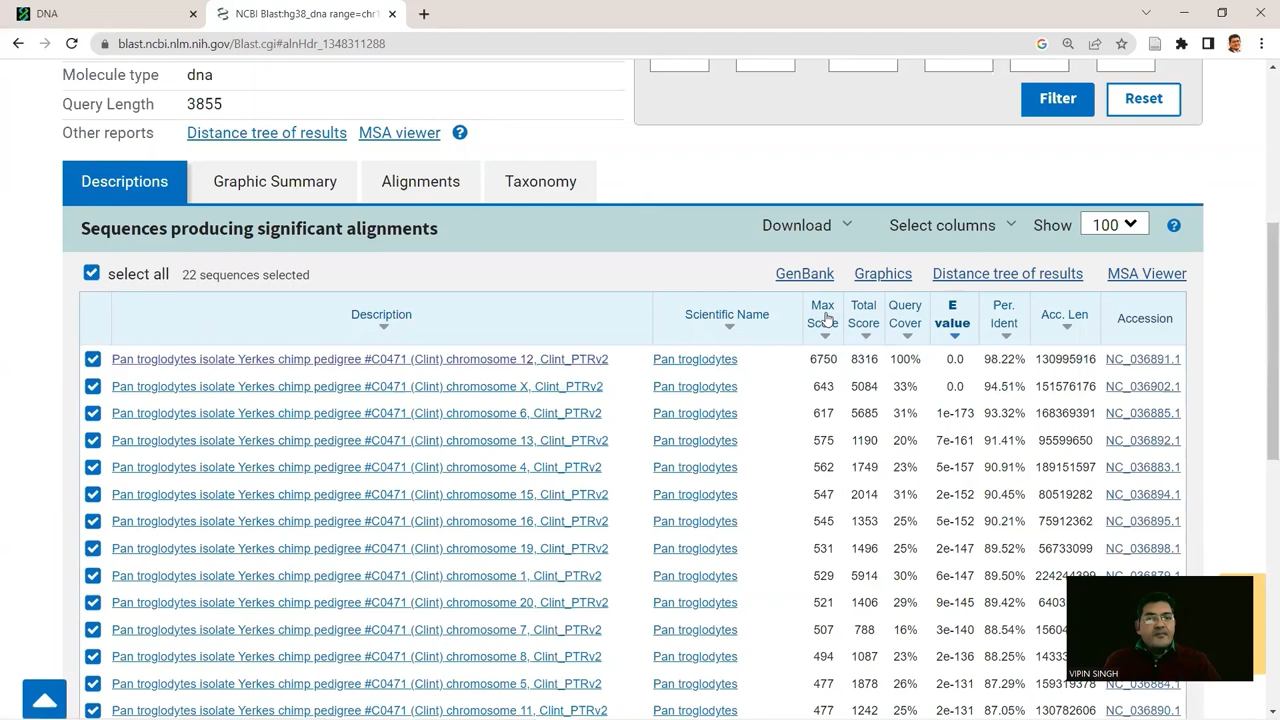 DNA
NCBI Blast:hg38_dna range=chr1
blast.ncbi.nlm.nih.gov/Blast.cgi#alnHdr_1348311288
Molecule type dna
Query Length 3855
Other reports Distance tree of results MSA viewer ?
Filter Reset
Descriptions Graphic Summary Alignments Taxonomy
Sequences producing significant alignments Download Select columns Show 100 ?
select all 22 sequences selected GenBank Graphics Distance tree of results MSA Viewer
Description Scientific Name Max Score Total Score Query Cover E value Per. Ident Acc. Len Accession
Pan troglodytes isolate Yerkes chimp pedigree #C0471 (Clint) chromosome 12, Clint_PTRv2 Pan troglodytes 6750 8316 100% 0.0 98.22% 130995916 NC_036891.1
Pan troglodytes isolate Yerkes chimp pedigree #C0471 (Clint) chromosome X, Clint_PTRv2 Pan troglodytes 643 5084 33% 0.0 94.51% 151576176 NC_036902.1
Pan troglodytes isolate Yerkes chimp pedigree #C0471 (Clint) chromosome 6, Clint_PTRv2 Pan troglodytes 617 5685 31% 1e-173 93.32% 168369391 NC_036885.1
Pan troglodytes isolate Yerkes chimp pedigree #C0471 (Clint) chromosome 13, Clint_PTRv2 Pan troglodytes 575 1190 20% 7e-161 91.41% 95599650 NC_036892.1
Pan troglodytes isolate Yerkes chimp pedigree #C0471 (Clint) chromosome 4, Clint_PTRv2 Pan troglodytes 562 1749 23% 5e-157 90.91% 189151597 NC_036883.1
Pan troglodytes isolate Yerkes chimp pedigree #C0471 (Clint) chromosome 15, Clint_PTRv2 Pan troglodytes 547 2014 31% 2e-152 90.45% 80519282 NC_036894.1
Pan troglodytes isolate Yerkes chimp pedigree #C0471 (Clint) chromosome 16, Clint_PTRv2 Pan troglodytes 545 1353 25% 5e-152 90.21% 75912362 NC_036895.1
Pan troglodytes isolate Yerkes chimp pedigree #C0471 (Clint) chromosome 19, Clint_PTRv2 Pan troglodytes 531 1496 25% 2e-147 89.52% 56733099 NC_036898.1
Pan troglodytes isolate Yerkes chimp pedigree #C0471 (Clint) chromosome 1, Clint_PTRv2 Pan troglodytes 529 5914 30% 6e-147 89.50% 224244399 NC_036879.1
Pan troglodytes isolate Yerkes chimp pedigree #C0471 (Clint) chromosome 20, Clint_PTRv2 Pan troglodytes 521 1406 29% 9e-145 89.42% 6403
Pan troglodytes isolate Yerkes chimp pedigree #C0471 (Clint) chromosome 7, Clint_PTRv2 Pan troglodytes 507 788 16% 3e-140 88.54% 15604
Pan troglodytes isolate Yerkes chimp pedigree #C0471 (Clint) chromosome 8, Clint_PTRv2 Pan troglodytes 494 1087 23% 2e-136 88.25% 14333
Pan troglodytes isolate Yerkes chimp pedigree #C0471 (Clint) chromosome 5, Clint_PTRv2 Pan troglodytes 477 1878 26% 2e-131 87.29% 159319378 NC_036884.1
Pan troglodytes isolate Yerkes chimp pedigree #C0471 (Clint) chromosome 11, Clint_PTRv2 Pan troglodytes 477 1242 25% 2e-131 87.05% 130782606 NC_036890.1
VIPIN SINGH